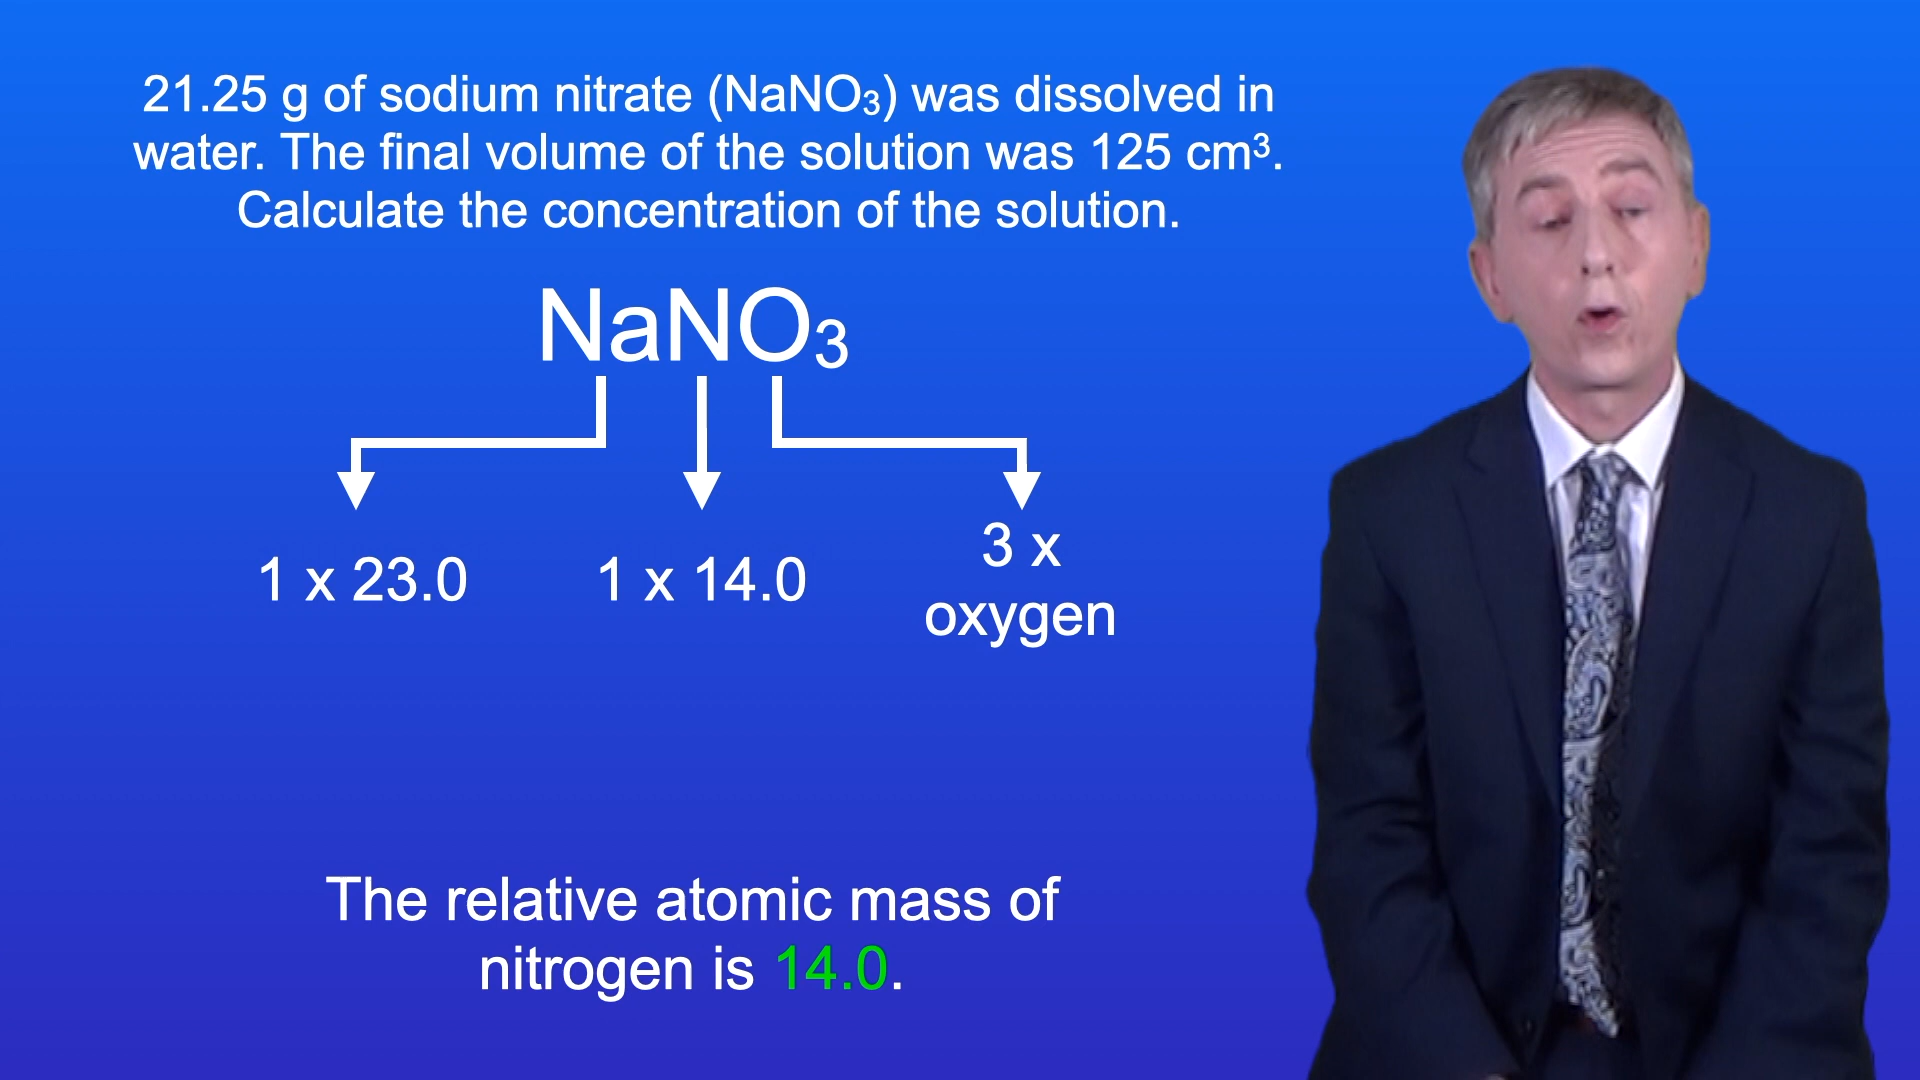 21.25 g of sodium nitrate (NaNO₃) was dissolved in
water. The final volume of the solution was 125 cm³.
Calculate the concentration of the solution.
NaNO₃
1 x 23.0
1 x 14.0
3 x
oxygen
The relative atomic mass of
nitrogen is 14.0.